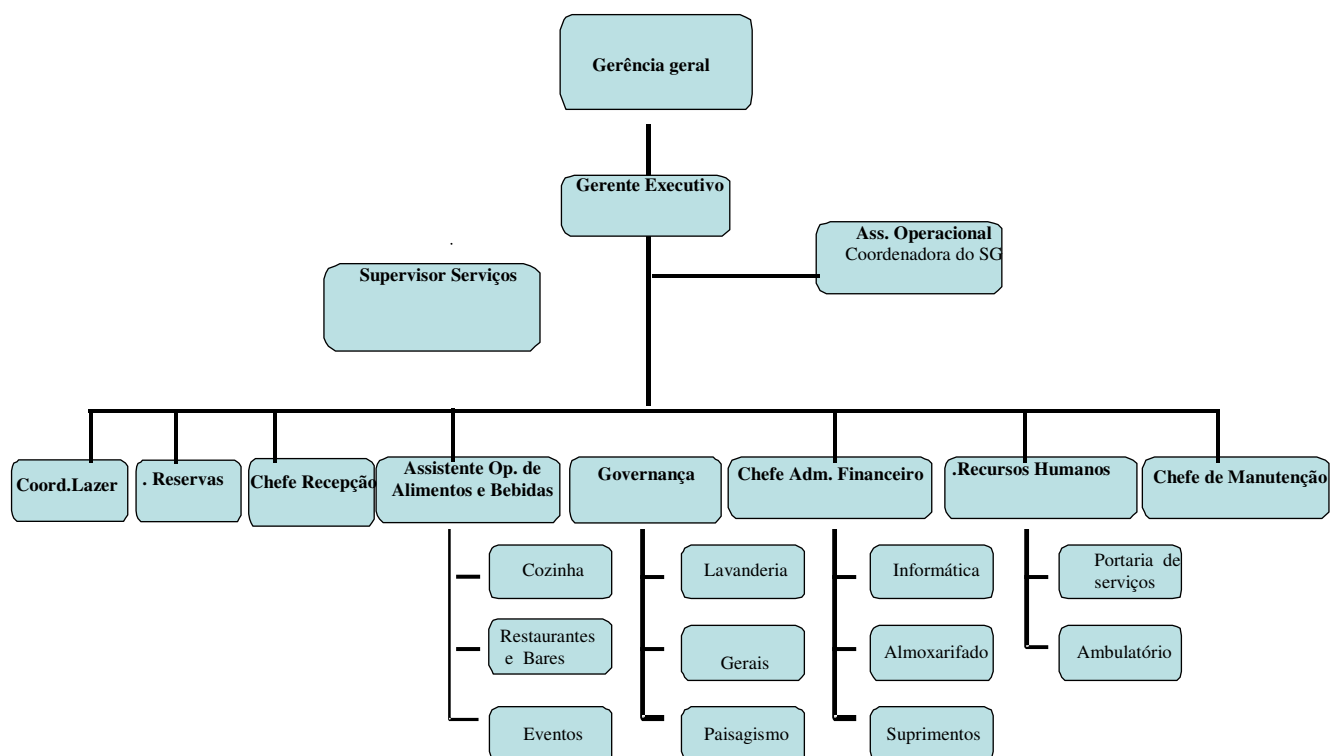 Gerência geral
Gerente Executivo
Ass. Operacional
Coordenadora do SG
.
Supervisor Serviços
Coord.Lazer
. Reservas
Chefe Recepção
Assistente Op. de
Alimentos e Bebidas
Governança
Chefe Adm. Financeiro
.Recursos Humanos
Chefe de Manutenção
Cozinha
Lavanderia
Informática
Portaria de
serviços
Restaurantes
e Bares
Gerais
Almoxarifado
Ambulatório
Eventos
Paisagismo
Suprimentos